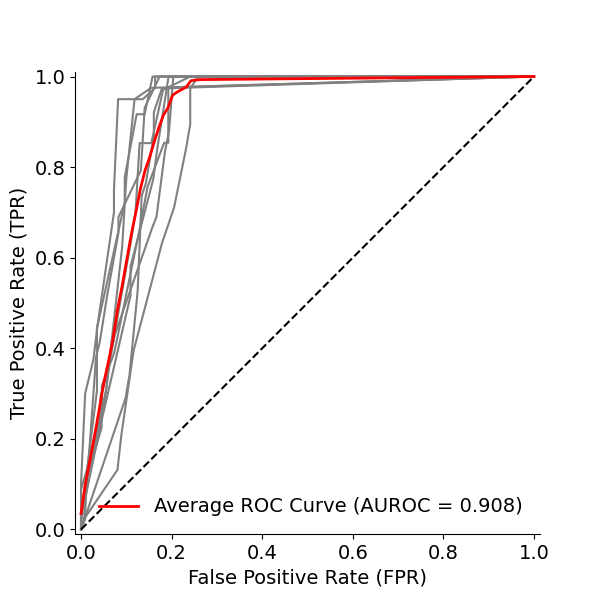 1.0
0.8
0.6
0.4
0.2
0.0
True Positive Rate (TPR)
Average ROC Curve (AUROC = 0.908)
0.0 0.2 0.4 0.6 0.8 1.0
False Positive Rate (FPR)